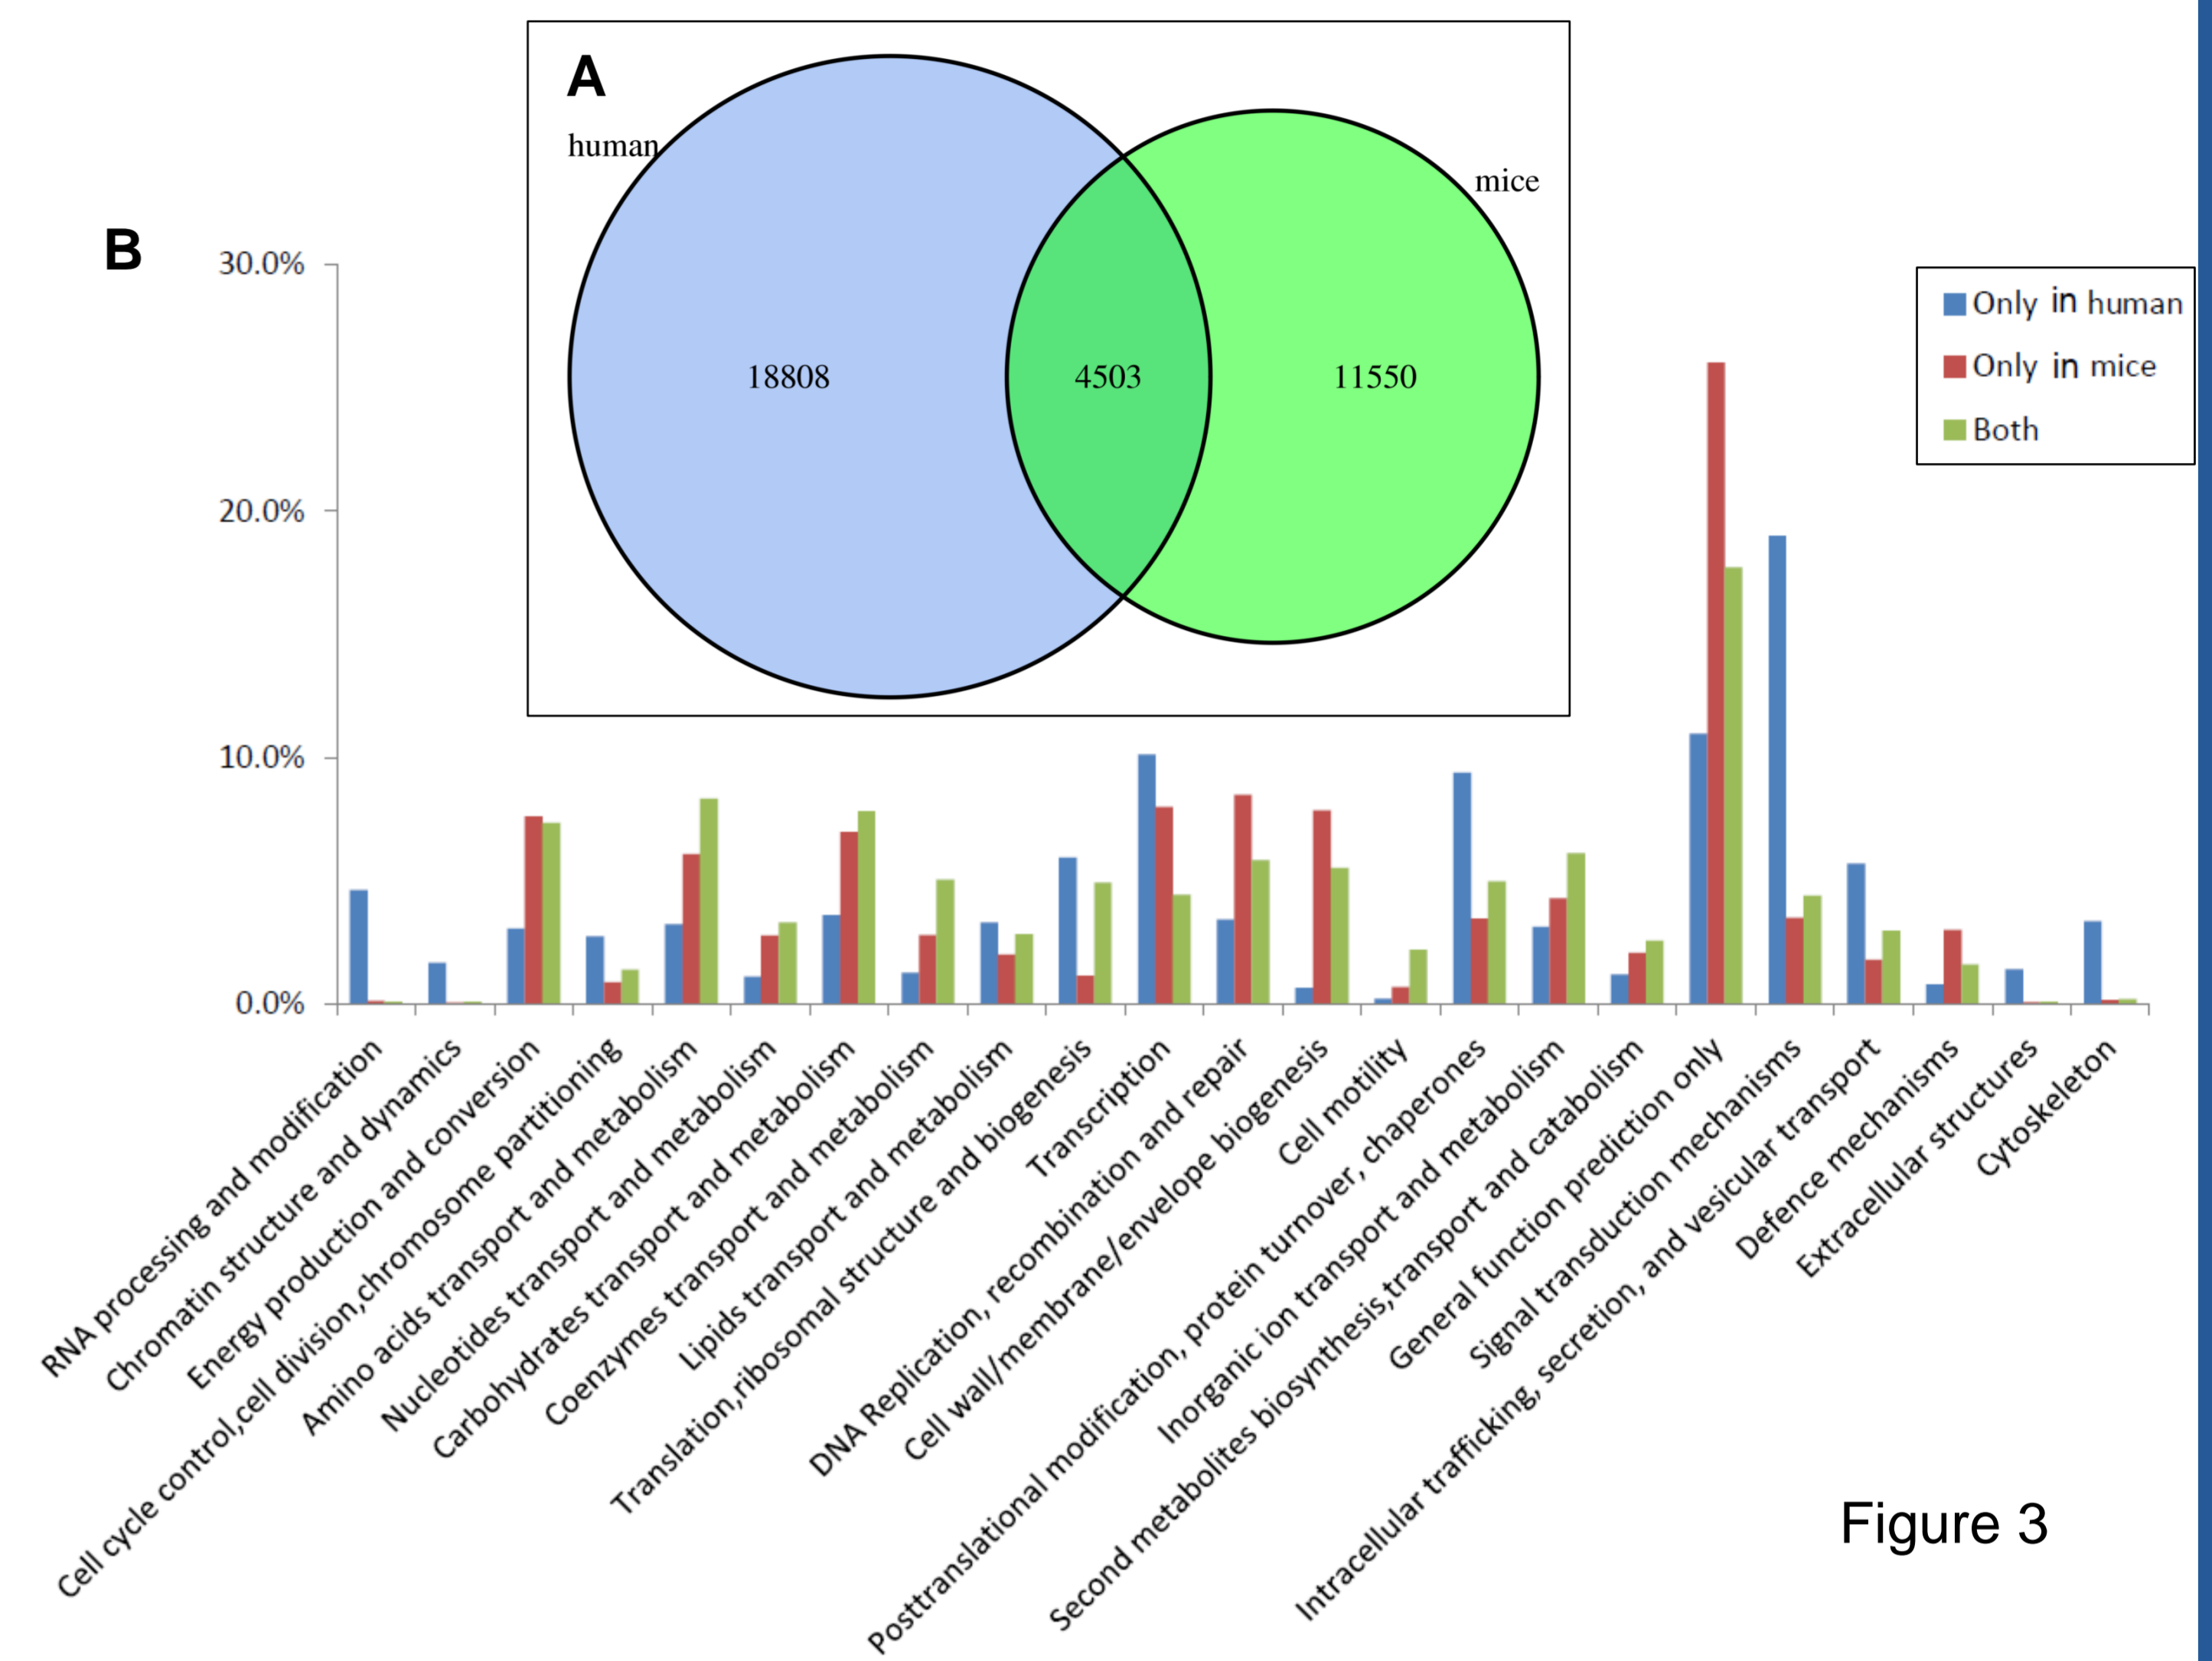 A
human
mice
18808
4503
11550
B
30.0%
20.0%
10.0%
0.0%
Only in human
Only in mice
Both
RNA processing and modification
Chromatin structure and dynamics
Energy production and conversion
Cell cycle control,cell division,chromosome partitioning
Amino acids transport and metabolism
Nucleotides transport and metabolism
Carbohydrates transport and metabolism
Coenzymes transport and metabolism
Lipids transport and metabolism
Translation,ribosomal structure and biogenesis
Transcription
DNA Replication, recombination and repair
Cell wall/membrane/envelope biogenesis
Cell motility
Posttranslational modification, protein turnover, chaperones
Inorganic ion transport and metabolism
Second metabolites biosynthesis,transport and catabolism
General function prediction only
Signal transduction mechanisms
Intracellular trafficking, secretion, and vesicular transport
Defence mechanisms
Extracellular structures
Cytoskeleton
Figure 3